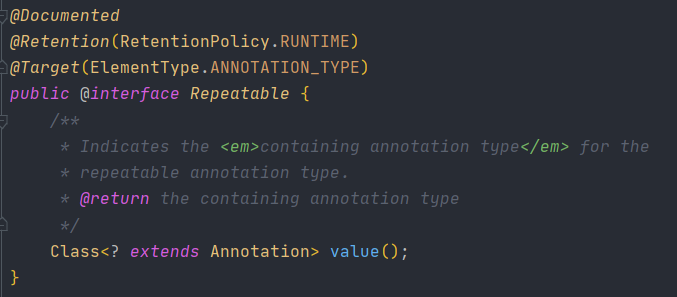 @Documented
@Retention(RetentionPolicy.RUNTIME)
@Target(ElementType.ANNOTATION_TYPE)
public @interface Repeatable {
    /**
     * Indicates the <em>containing annotation type</em> for the
     * repeatable annotation type.
     * @return the containing annotation type
     */
    Class<? extends Annotation> value();
}